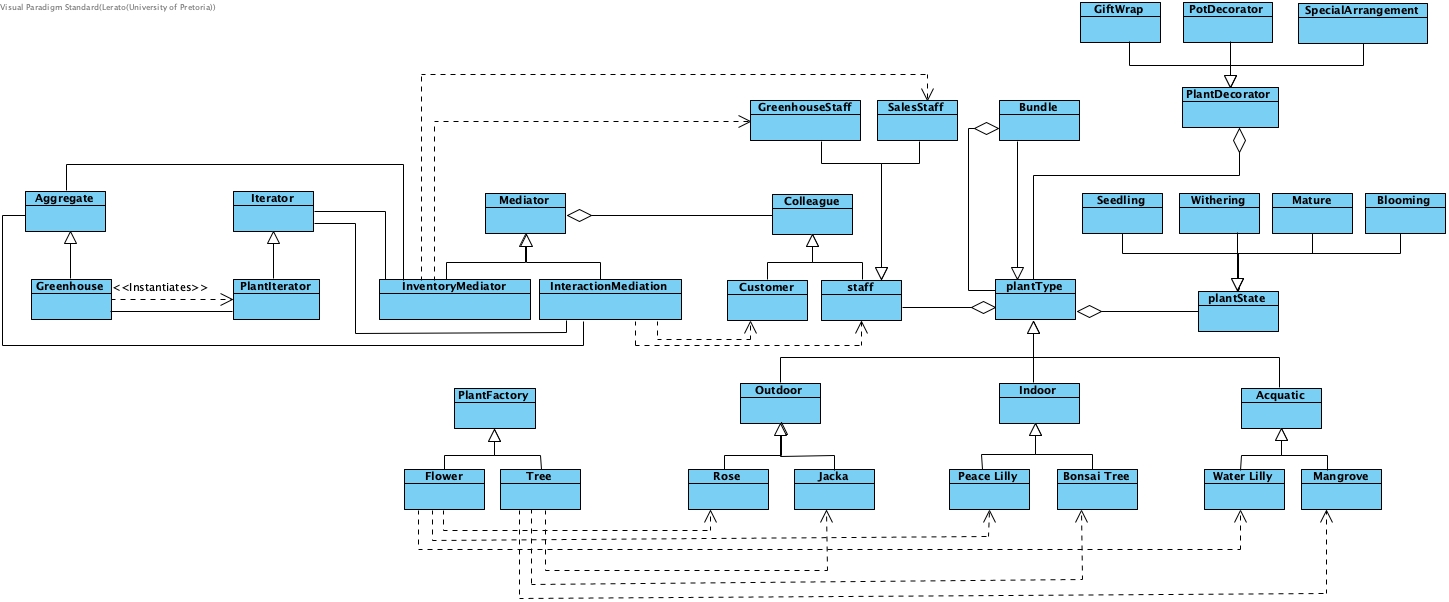 Visual Paradigm Standard(Lerato(University of Pretoria))
GiftWrap
PotDecorator
SpecialArrangement
PlantDecorator
GreenhouseStaff
SalesStaff
Bundle
Aggregate
Iterator
Mediator
Colleague
Seedling
Withering
Mature
Blooming
Greenhouse
<<Instantiates>>
PlantIterator
InventoryMediator
InteractionMediation
Customer
staff
plantType
plantState
PlantFactory
Outdoor
Indoor
Acquatic
Flower
Tree
Rose
Jacka
Peace Lilly
Bonsai Tree
Water Lilly
Mangrove